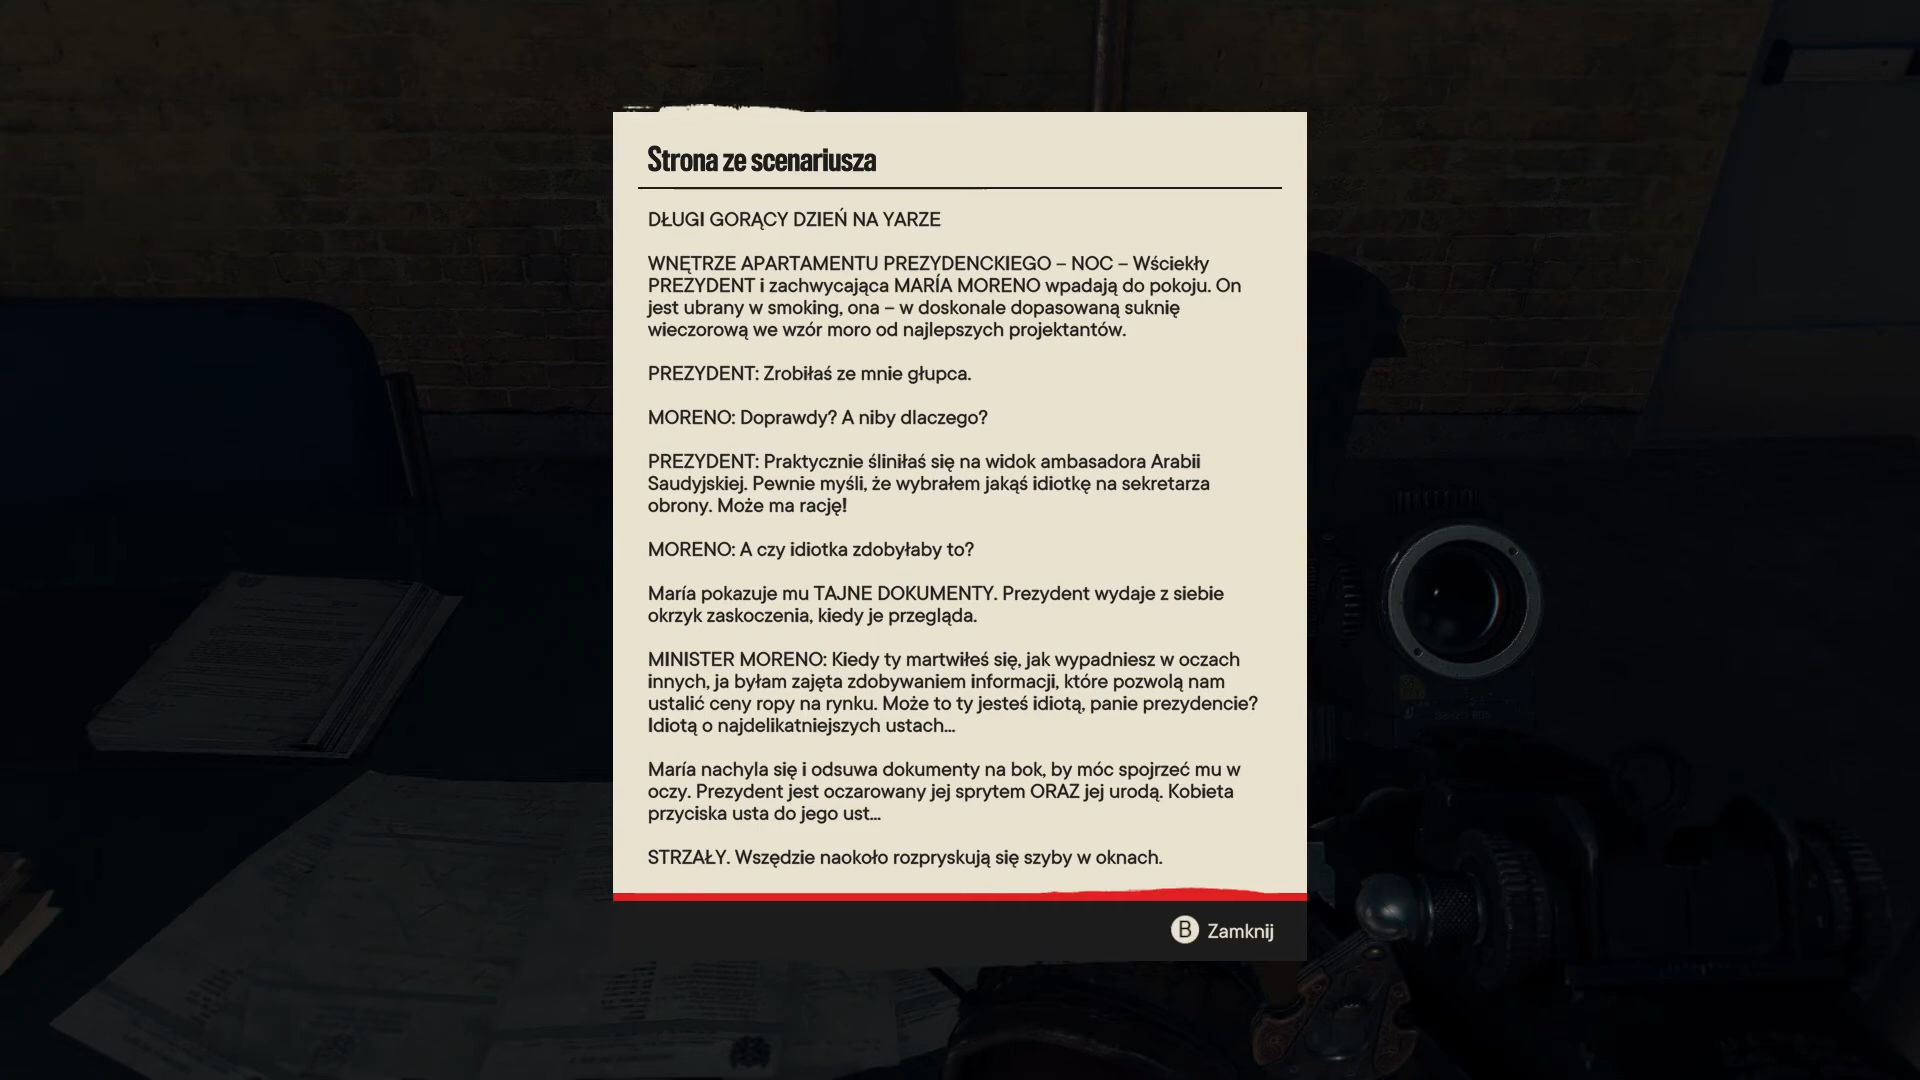 Strona ze scenariusza
DŁUGI GORĄCY DZIEŃ NA YARZE
WNĘTRZE APARTAMENTU PREZYDENCKIEGO – NOC – Wściekły
PREZYDENT i zachwycająca MARÍA MORENO wpadają do pokoju. On
jest ubrany w smoking, ona – w doskonale dopasowaną suknię
wieczorową we wzór moro od najlepszych projektantów.
PREZYDENT: Zrobiłaś ze mnie głupca.
MORENO: Doprawdy? A niby dlaczego?
PREZYDENT: Praktycznie śliniłaś się na widok ambasadora Arabii
Saudyjskiej. Pewnie myśli, że wybrałem jakąś idiotkę na sekretarza
obrony. Może ma rację!
MORENO: A czy idiotka zdobyłaby to?
María pokazuje mu TAJNE DOKUMENTY. Prezydent wydaje z siebie
okrzyk zaskoczenia, kiedy je przegląda.
MINISTER MORENO: Kiedy ty martwiłeś się, jak wypadniesz w oczach
innych, ja byłam zajęta zdobywaniem informacji, które pozwolą nam
ustalić ceny ropy na rynku. Może to ty jesteś idiotą, panie prezydencie?
Idiotą o najdelikatniejszych ustach...
María nachyla się i odsuwa dokumenty na bok, by móc spojrzeć mu w
oczy. Prezydent jest oczarowany jej sprytem ORAZ jej urodą. Kobieta
przyciska usta do jego ust...
STRZAŁY. Wszędzie naokoło rozpryskują się szyby w oknach.
B Zamknij